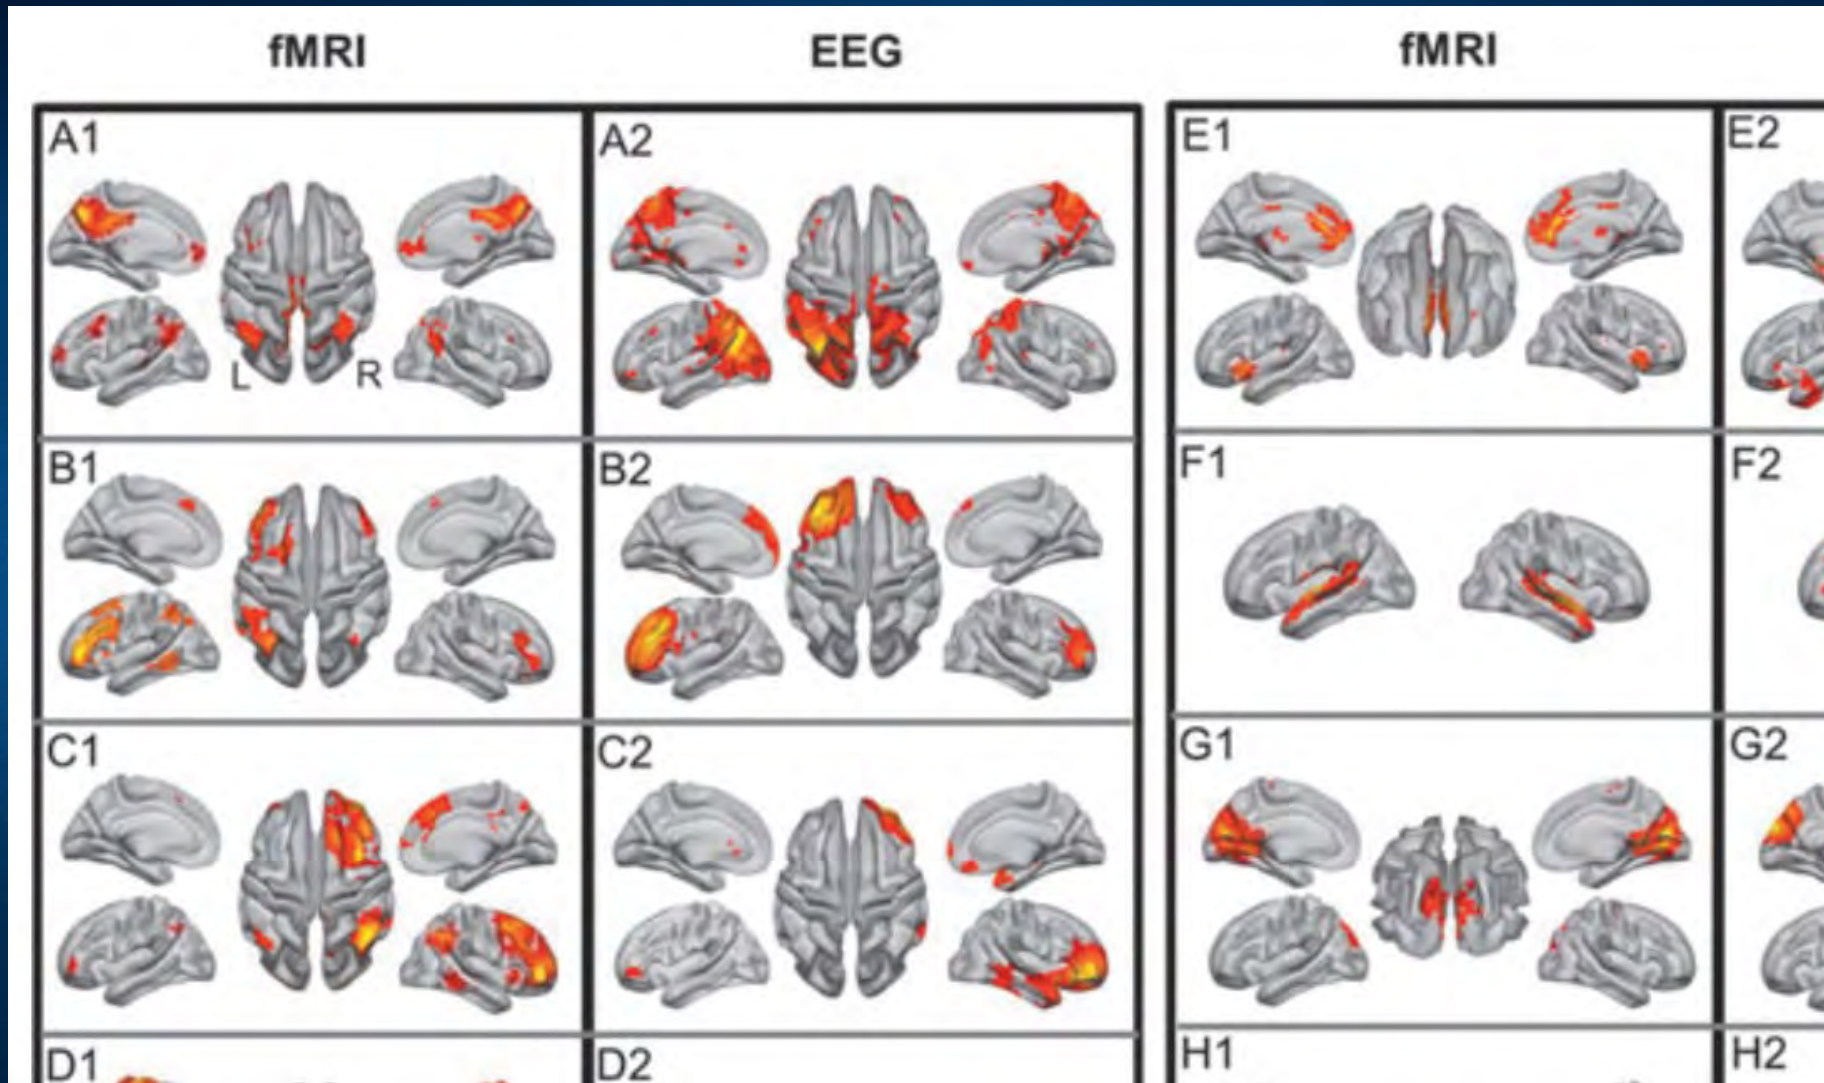 fMRI EEG fMRI
A1 A2 E1 E2
L R
B1 B2 F1 F2
C1 C2 G1 G2
D1 D2 H1 H2